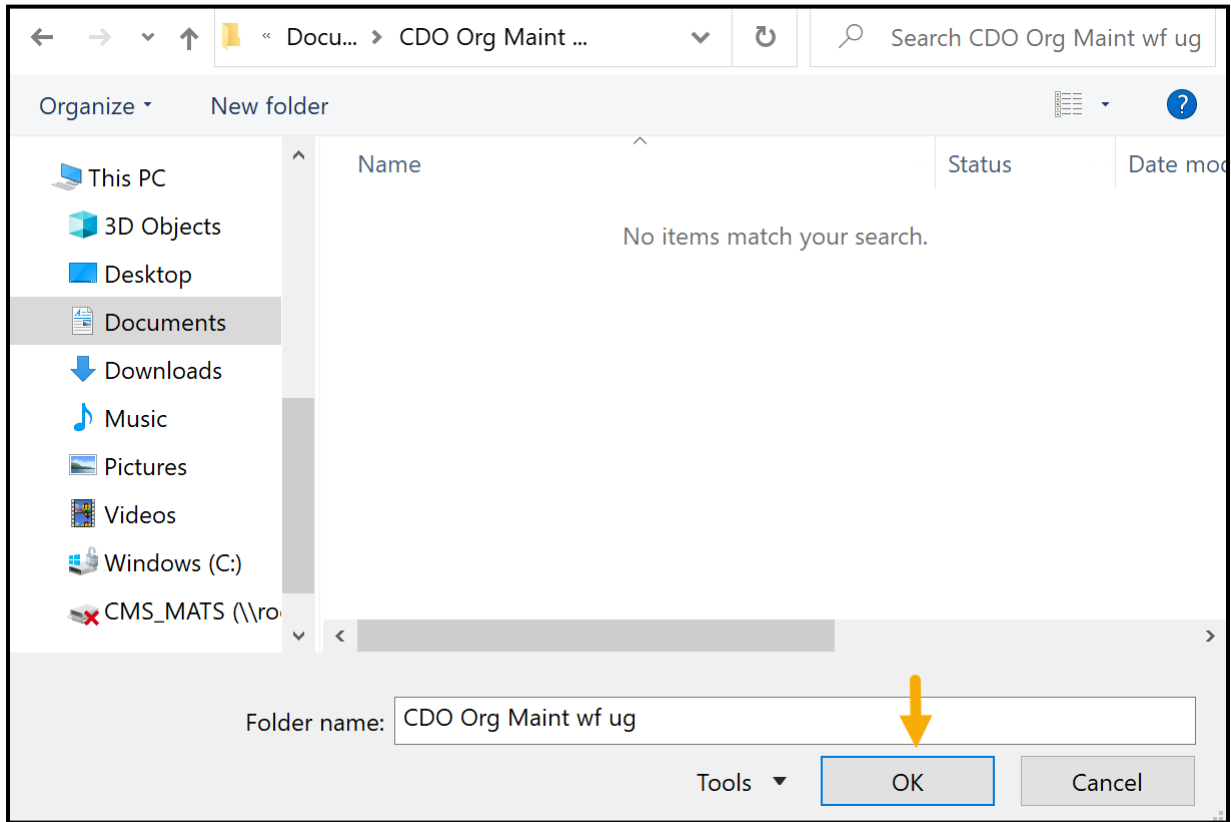 « Docu... > CDO Org Maint ...
Search CDO Org Maint wf ug
Organize
New folder
?
Name
Status
Date mod
No items match your search.
This PC
3D Objects
Desktop
Documents
Downloads
Music
Pictures
Videos
Windows (C:)
CMS_MATS (\\ro
Folder name:
CDO Org Maint wf ug
Tools
OK
Cancel